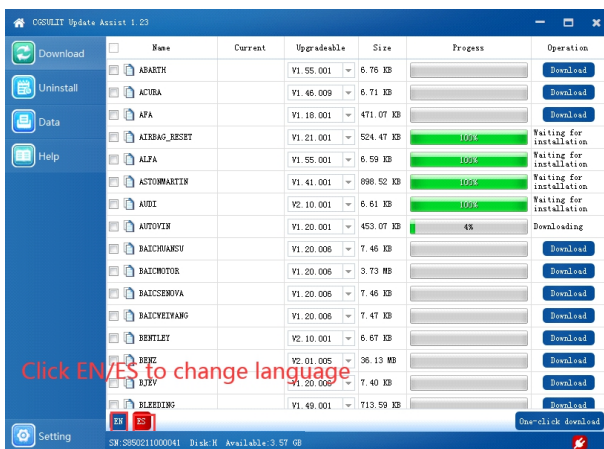 CGSULIT Update Assist 1.23
Download
Uninstall
Data
Help
Setting
Name Current Upgradeable Size Progess Operation
ABARTH V1.55.001 6.76 KB Download
ACURA V1.46.009 6.71 KB Download
AFA V1.18.001 471.07 KB Download
AIRBAG_RESET V1.21.001 524.47 KB 100% Waiting for installation
ALFA V1.55.001 6.59 KB 100% Waiting for installation
ASTONMARTIN V1.41.001 898.52 KB 100% Waiting for installation
AUDI V2.10.001 6.61 KB 100% Waiting for installation
AUTOVIN V1.20.001 453.07 KB 4% Downloading
BAICHUANSU V1.20.006 7.46 KB Download
BAICMOTOR V1.20.006 3.73 MB Download
BAICSENOVA V1.20.006 7.46 KB Download
BAICWEIWANG V1.20.006 7.47 KB Download
BENTLEY V2.10.001 6.67 KB Download
BENZ V2.01.005 36.13 MB Download
Click EN/ES to change language
BJEV V1.20.006 7.40 KB Download
BLEEDING V1.49.001 713.59 KB Download
EN ES One-click download
SN:S850211000041 Disk:H Available:3.57 GB